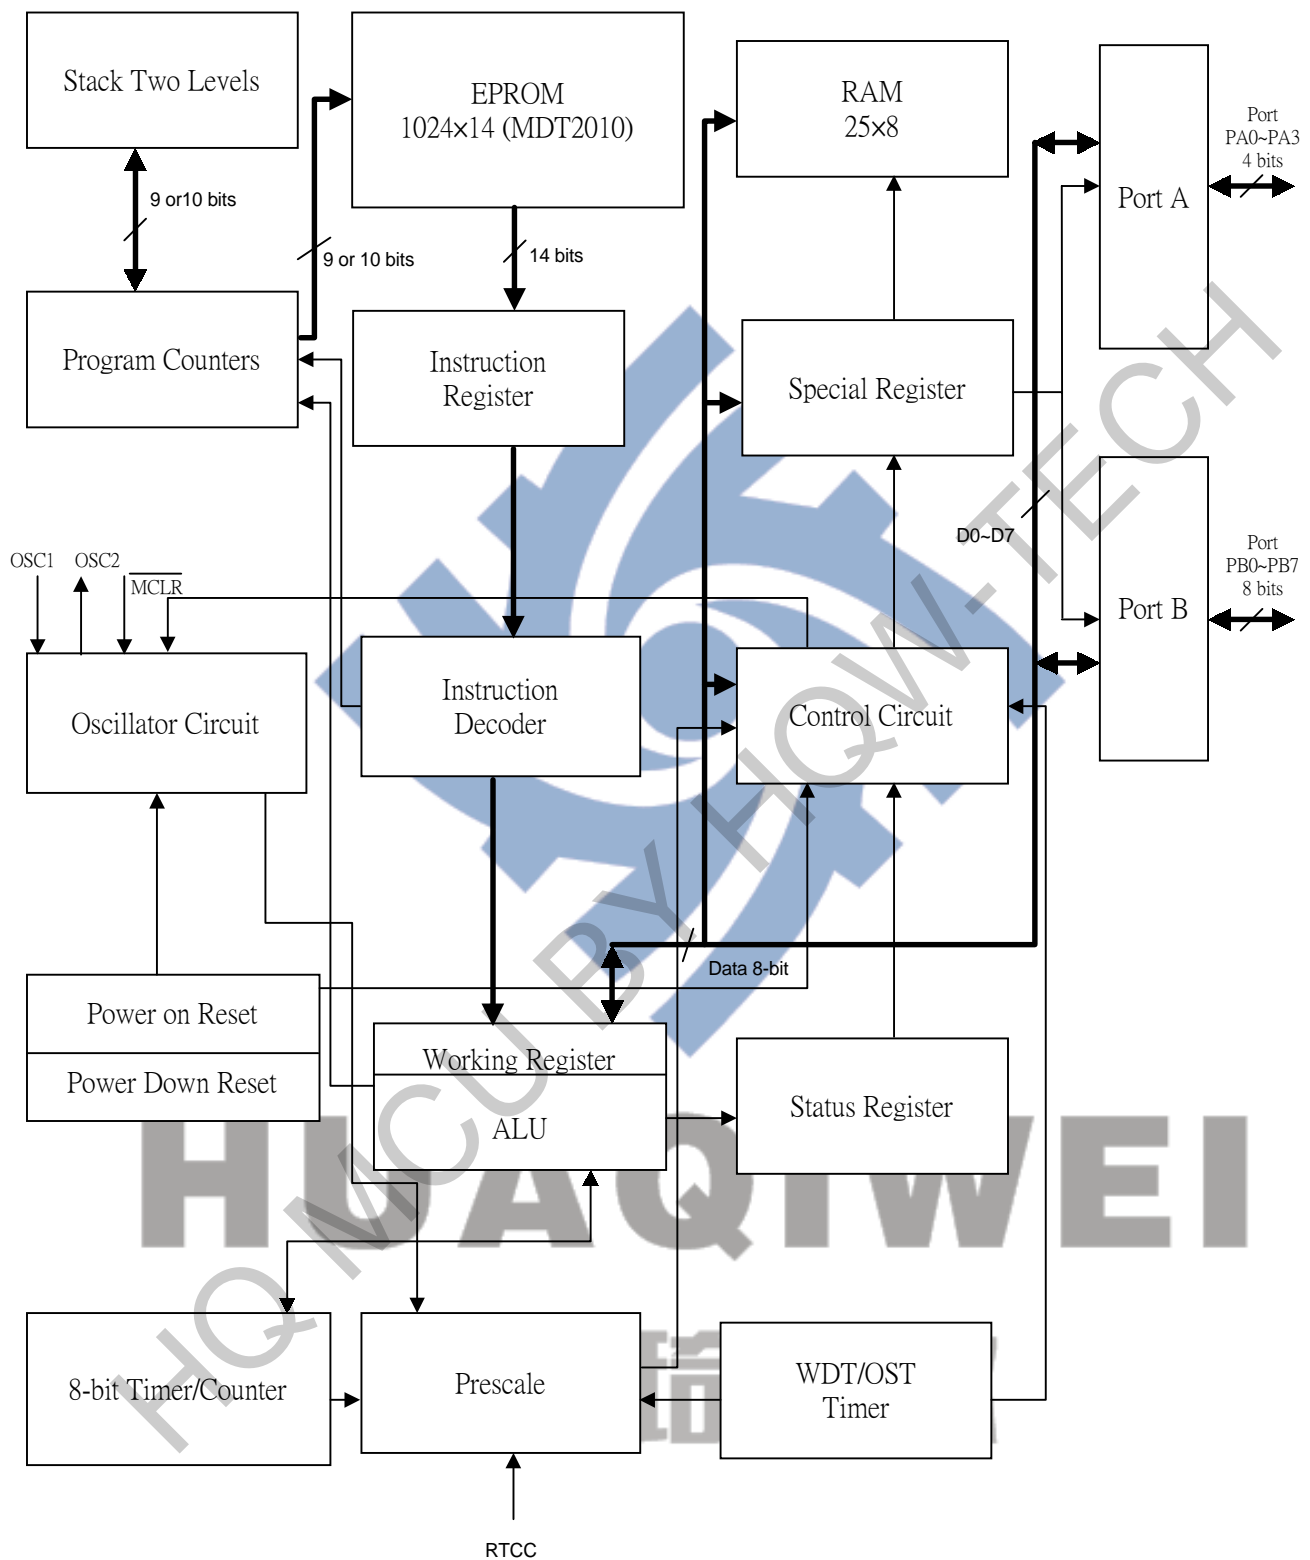 Stack Two Levels
EPROM
1024×14 (MDT2010)
RAM
25×8
Port
PA0~PA3
4 bits
Port A
9 or10 bits
9 or 10 bits
14 bits
Program Counters
Instruction
Register
Special Register
D0~D7
Port
PB0~PB7
8 bits
Port B
OSC1
OSC2
MCLR
Oscillator Circuit
Instruction
Decoder
Control Circuit
Data 8-bit
Power on Reset
Power Down Reset
Working Register
ALU
Status Register
8-bit Timer/Counter
Prescale
WDT/OST
Timer
RTCC
HQ MCU BY HQW-TECH
HUAQIWEI